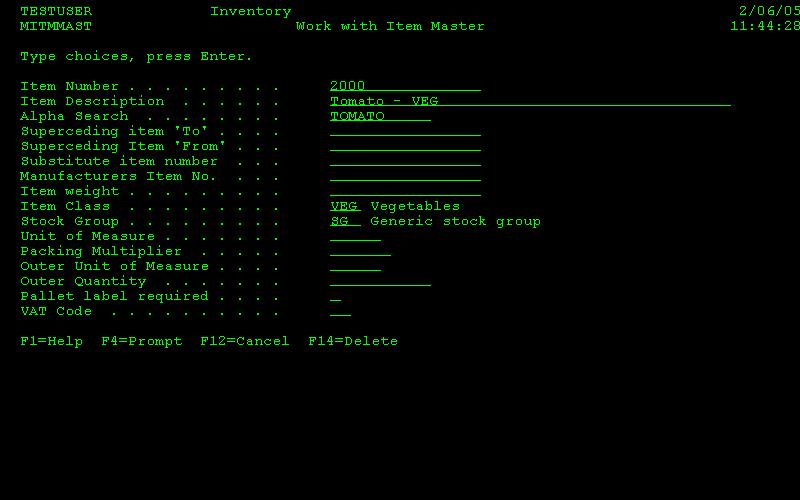 TESTUSER Inventory 2/06/05
MITMMAST Work with Item Master 11:44:28
Type choices, press Enter.
Item Number . . . . . . . . . 2000
Item Description . . . . . . Tomato - VEG
Alpha Search . . . . . . . . TOMATO
Superceding item 'To' . . . .
Superceding Item 'From' . . .
Substitute item number . . .
Manufacturers Item No. . . .
Item weight . . . . . . . . .
Item Class . . . . . . . . VEG Vegetables
Stock Group . . . . . . . . . SG Generic stock group
Unit of Measure . . . . . . .
Packing Multiplier . . . . .
Outer Unit of Measure . . . .
Outer Quantity . . . . . . .
Pallet label required . . . .
VAT Code . . . . . . . . . .
F1=Help F4=Prompt F12=Cancel F14=Delete